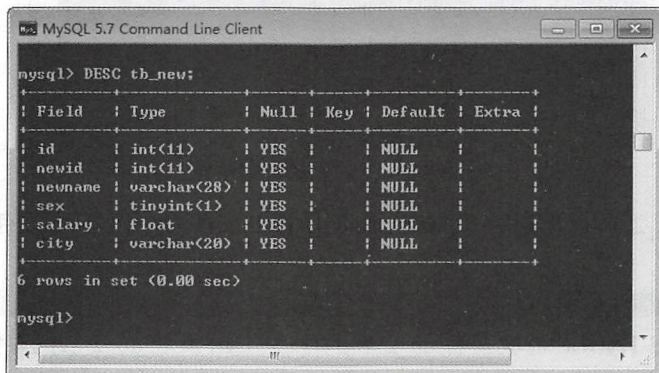 MySQL 5.7 Command Line Client
mysql> DESC tb_new;
+---------+-------------+------+-----+---------+-------+
| Field | Type | Null | Key | Default | Extra |
+---------+-------------+------+-----+---------+-------+
| id | int(11) | YES | | NULL | |
| newid | int(11) | YES | | NULL | |
| newname | varchar(28) | YES | | NULL | |
| sex | tinyint(1) | YES | | NULL | |
| salary | float | YES | | NULL | |
| city | varchar(20) | YES | | NULL | |
+---------+-------------+------+-----+---------+-------+
6 rows in set (0.00 sec)
mysql>